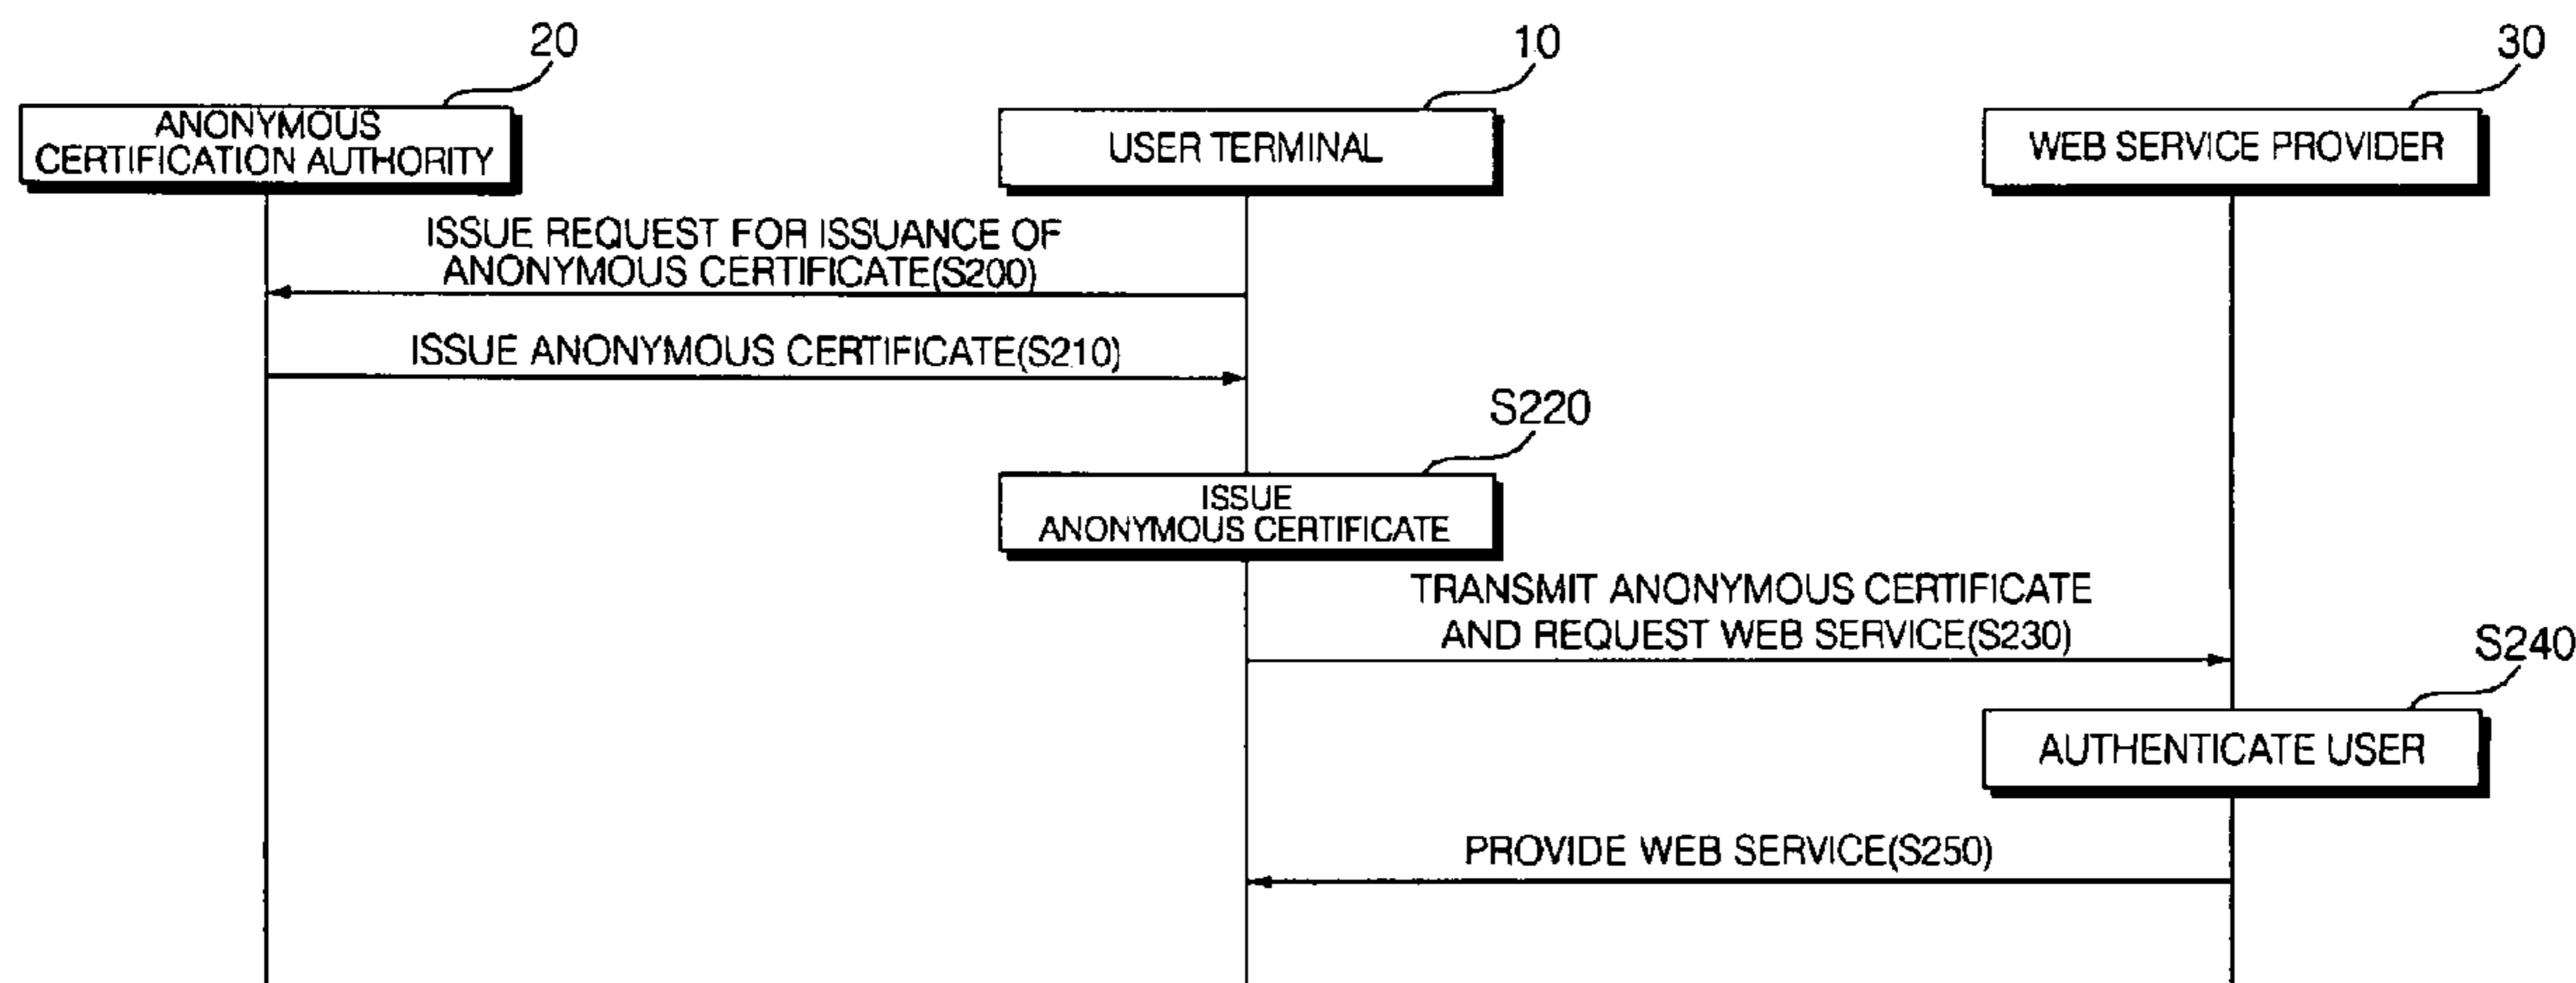 20
10
30
ANONYMOUS
CERTIFICATION AUTHORITY
USER TERMINAL
WEB SERVICE PROVIDER
ISSUE REQUEST FOR ISSUANCE OF
ANONYMOUS CERTIFICATE(S200)
ISSUE ANONYMOUS CERTIFICATE(S210)
S220
ISSUE
ANONYMOUS CERTIFICATE
TRANSMIT ANONYMOUS CERTIFICATE
AND REQUEST WEB SERVICE(S230)
S240
AUTHENTICATE USER
PROVIDE WEB SERVICE(S250)